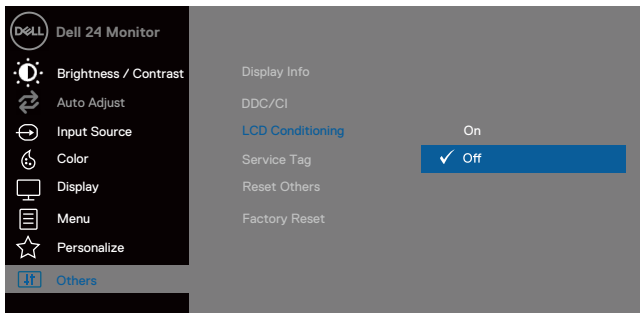 DELL Dell 24 Monitor
Brightness / Contrast
Auto Adjust
Input Source
Color
Display
Menu
Personalize
Others
Display Info
DDC/CI
LCD Conditioning
Service Tag
Reset Others
Factory Reset
On
Off